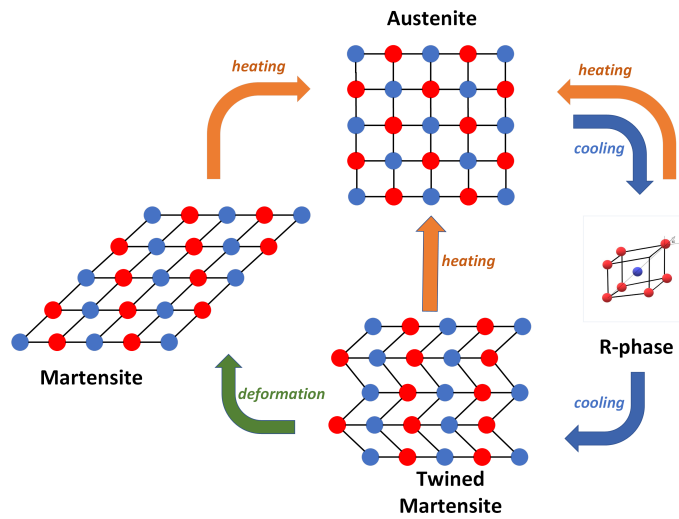 Austenite
heating
heating
cooling
heating
R-phase
Martensite
deformation
cooling
Twined
Martensite